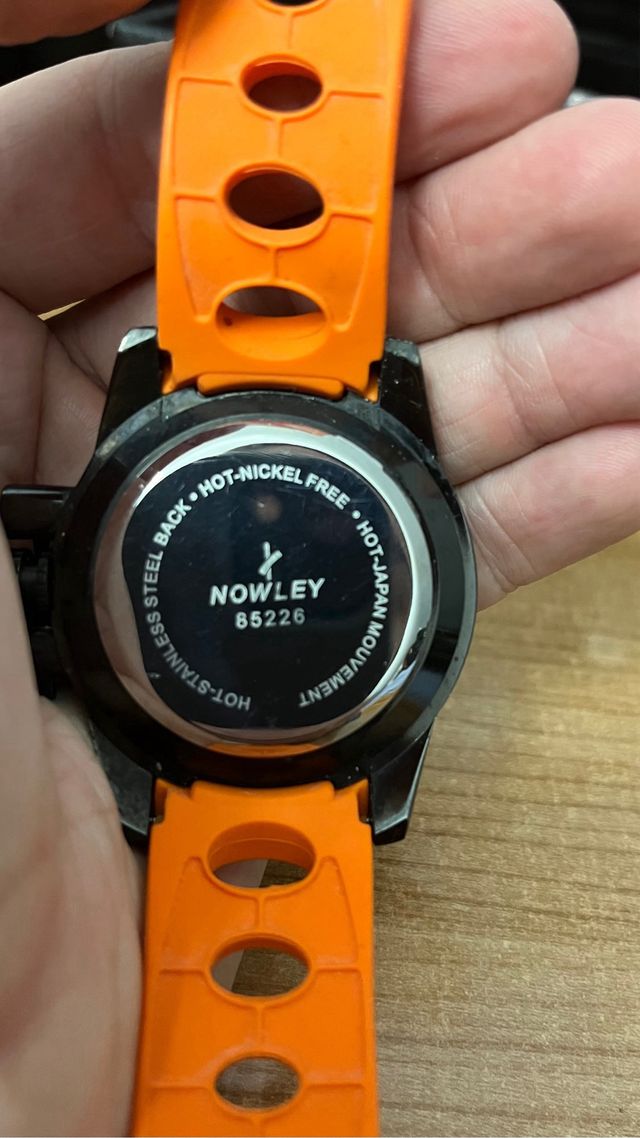 HOT-STAINLESS STEEL BACK • HOT-NICKEL FREE • HOT-JAPAN MOUVEMENT
NOWLEY
85226